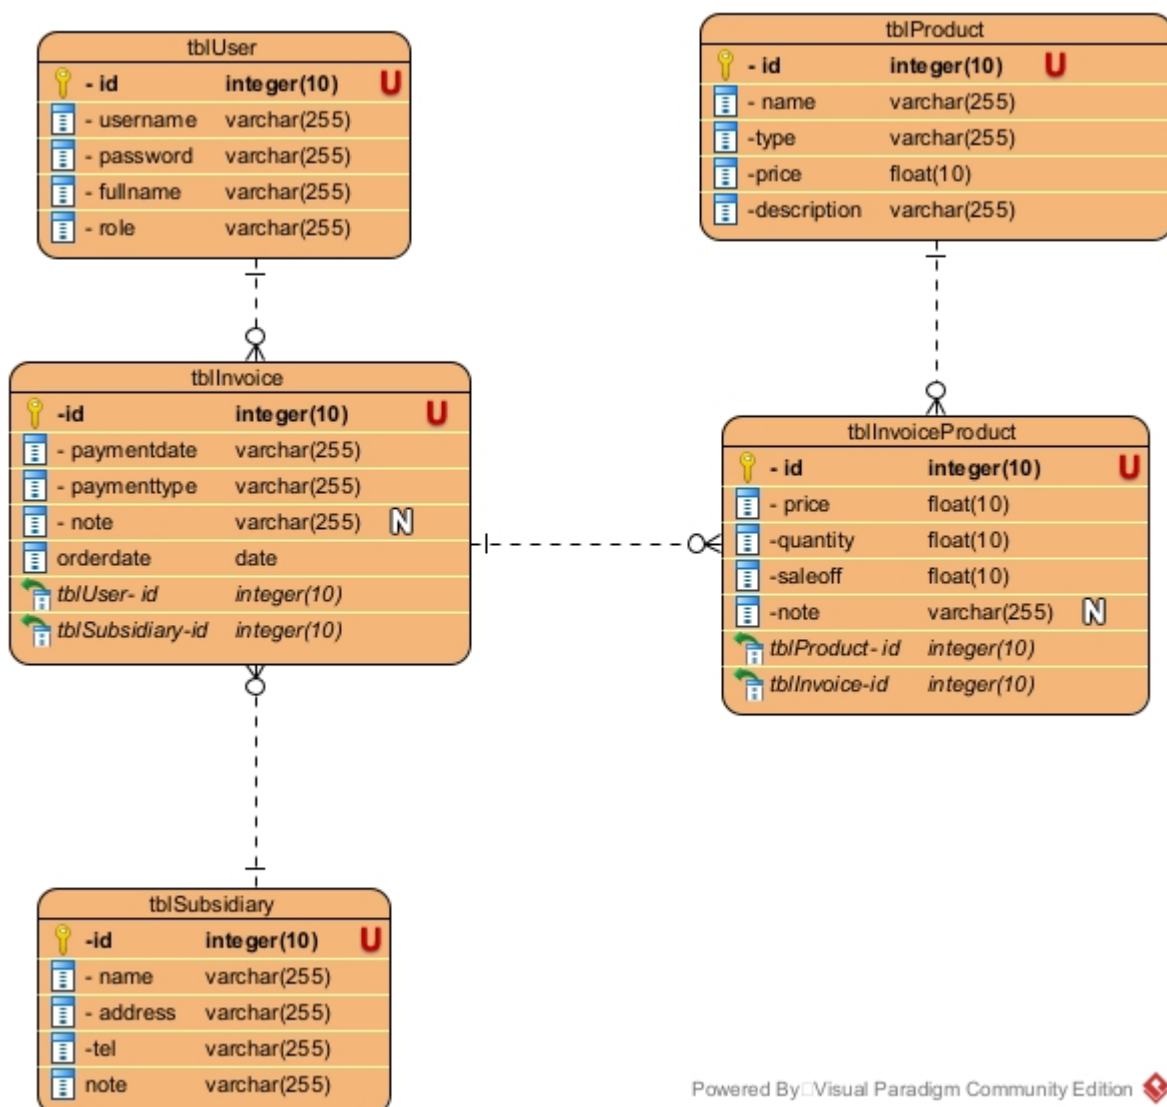 tblUser
- id integer(10) U
- username varchar(255)
- password varchar(255)
- fullname varchar(255)
- role varchar(255)
tblProduct
- id integer(10) U
- name varchar(255)
-type varchar(255)
-price float(10)
-description varchar(255)
tblInvoice
-id integer(10) U
- paymentdate varchar(255)
- paymenttype varchar(255)
- note varchar(255) N
orderdate date
tblUser- id integer(10)
tblSubsidiary-id integer(10)
tblInvoiceProduct
- id integer(10) U
- price float(10)
-quantity float(10)
-saleoff float(10)
-note varchar(255) N
tblProduct- id integer(10)
tblInvoice-id integer(10)
tblSubsidiary
-id integer(10) U
- name varchar(255)
- address varchar(255)
-tel varchar(255)
note varchar(255)
Powered By Visual Paradigm Community Edition